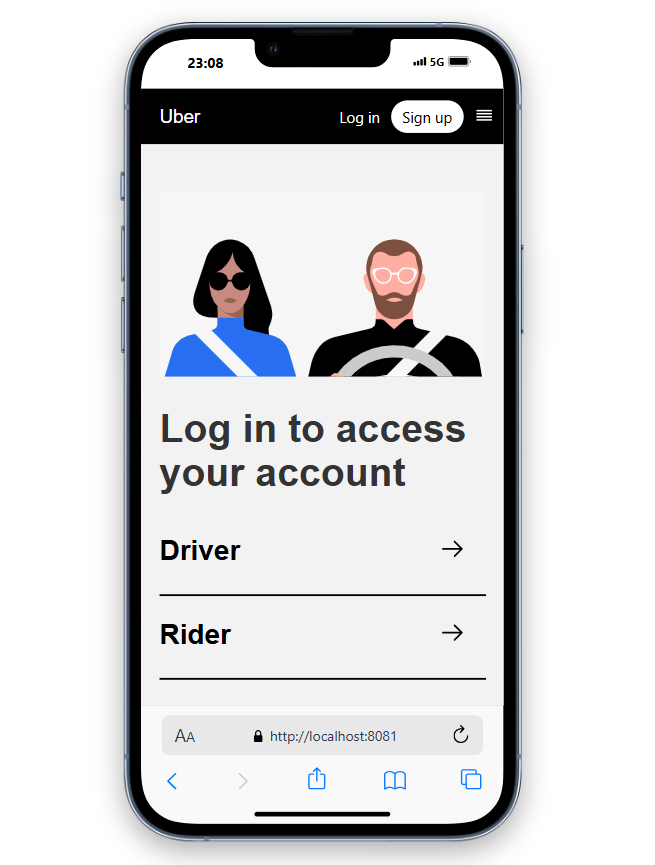 23:08 5G
Uber Log in Sign up
Log in to access
your account
Driver
Rider
AA http://localhost:8081